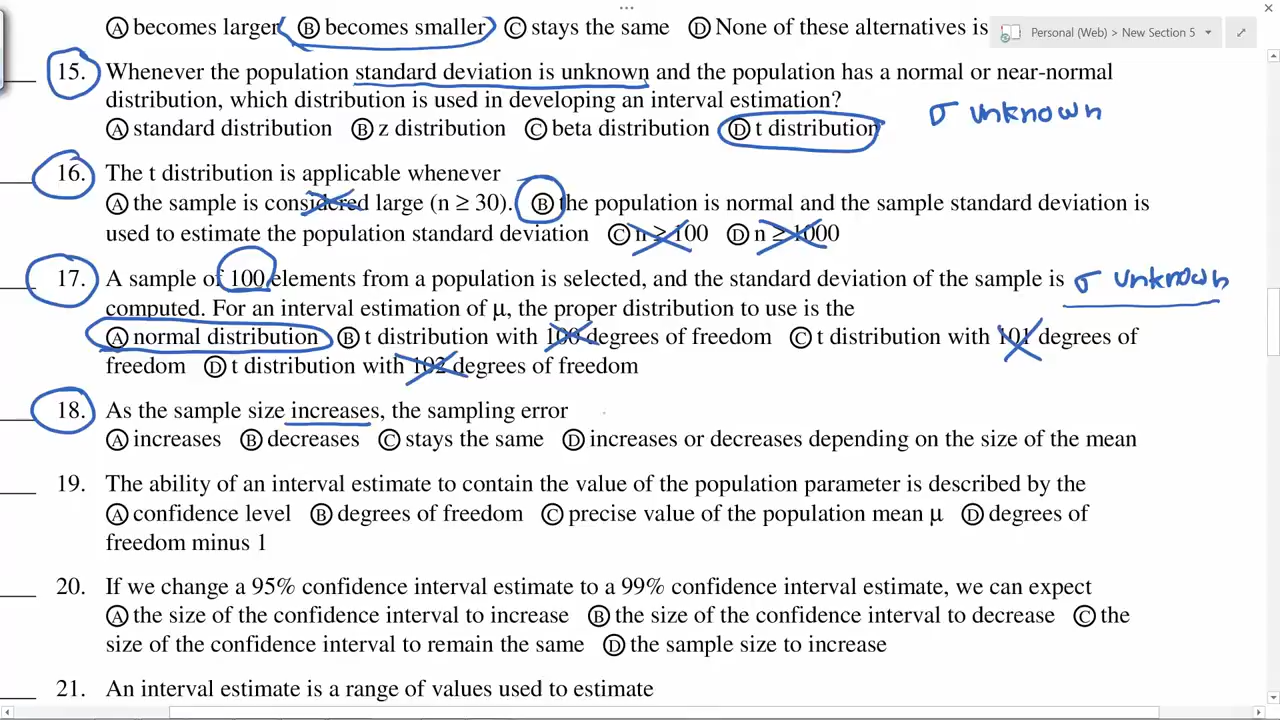 Ⓐ becomes larger Ⓑ becomes smaller Ⓒ stays the same Ⓓ None of these alternatives is
Personal (Web) > New Section 5
15. Whenever the population standard deviation is unknown and the population has a normal or near-normal
distribution, which distribution is used in developing an interval estimation?
σ unknown
Ⓐ standard distribution Ⓑ z distribution Ⓒ beta distribution Ⓓ t distribution
16. The t distribution is applicable whenever
Ⓐ the sample is considered large (n ≥ 30). Ⓑ the population is normal and the sample standard deviation is
used to estimate the population standard deviation Ⓒ n ≥ 100 Ⓓ n ≥ 1000
17. A sample of 100 elements from a population is selected, and the standard deviation of the sample is
σ unknown
computed. For an interval estimation of μ, the proper distribution to use is the
Ⓐ normal distribution Ⓑ t distribution with 100 degrees of freedom Ⓒ t distribution with 101 degrees of
freedom Ⓓ t distribution with 102 degrees of freedom
18. As the sample size increases, the sampling error
Ⓐ increases Ⓑ decreases Ⓒ stays the same Ⓓ increases or decreases depending on the size of the mean
19. The ability of an interval estimate to contain the value of the population parameter is described by the
Ⓐ confidence level Ⓑ degrees of freedom Ⓒ precise value of the population mean μ Ⓓ degrees of
freedom minus 1
20. If we change a 95% confidence interval estimate to a 99% confidence interval estimate, we can expect
Ⓐ the size of the confidence interval to increase Ⓑ the size of the confidence interval to decrease Ⓒ the
size of the confidence interval to remain the same Ⓓ the sample size to increase
21. An interval estimate is a range of values used to estimate